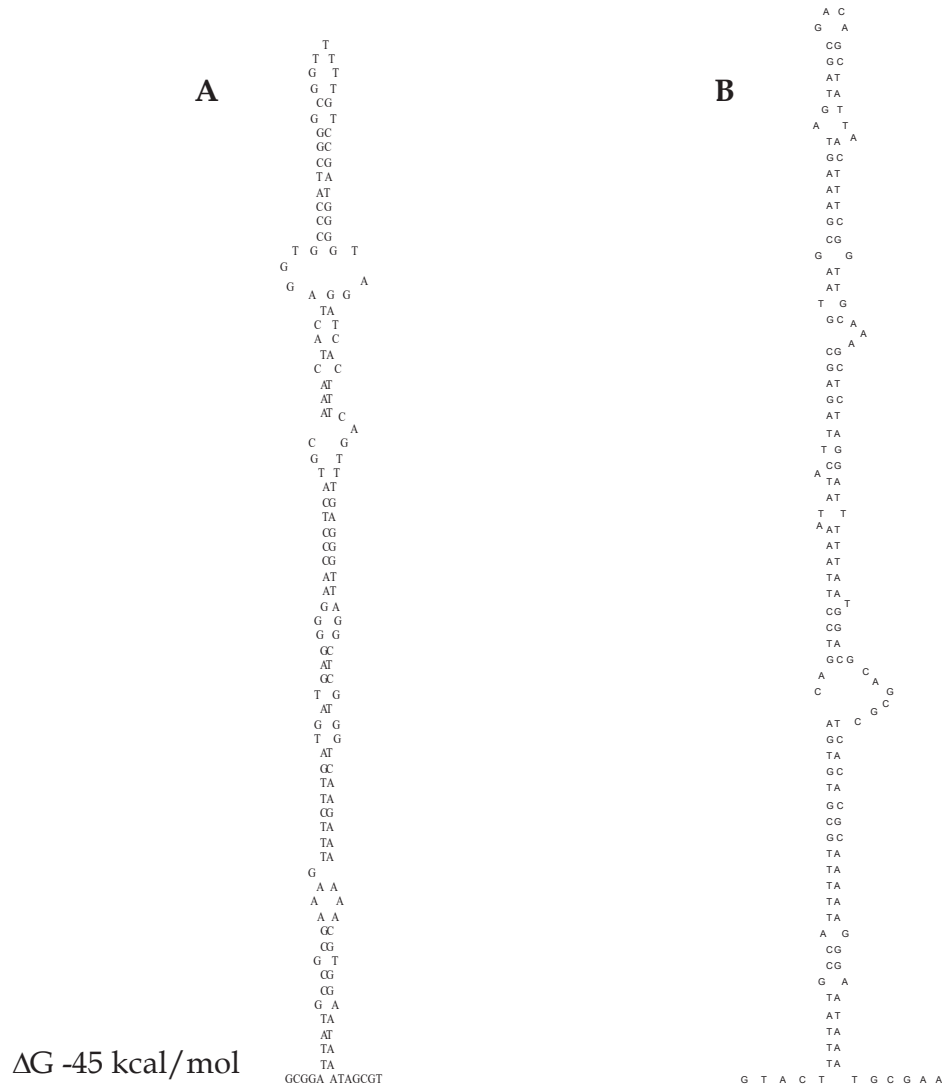 A
T
T T
G T
G T
CG
G T
GC
GC
CG
TA
AT
CG
CG
CG
T G G T
G
A
G
A G G
TA
C T
A C
TA
C C
AT
AT
AT C
A
C G
G T
T T
AT
CG
TA
CG
CG
CG
AT
AT
G A
G G
G G
GC
AT
GC
T G
AT
G G
T G
AT
GC
TA
TA
CG
TA
TA
TA
G
A A
A A
A A
GC
CG
G T
CG
CG
G A
TA
AT
TA
TA
GCGGA ATAGCGT
ΔG -45 kcal/mol
B
A C
G A
CG
GC
AT
TA
G T
A T
A
TA
GC
AT
AT
AT
GC
CG
G G
AT
AT
T G
GC A
A
A
CG
GC
AT
GC
AT
TA
T G
CG
A
TA
AT
T T
A
AT
AT
AT
TA
TA
T
CG
CG
TA
GCG
C
A
A
C G
C
G
AT C
GC
TA
GC
TA
GC
CG
GC
TA
TA
TA
TA
TA
A G
CG
CG
G A
TA
AT
TA
TA
TA
G T A C T T G C G A A